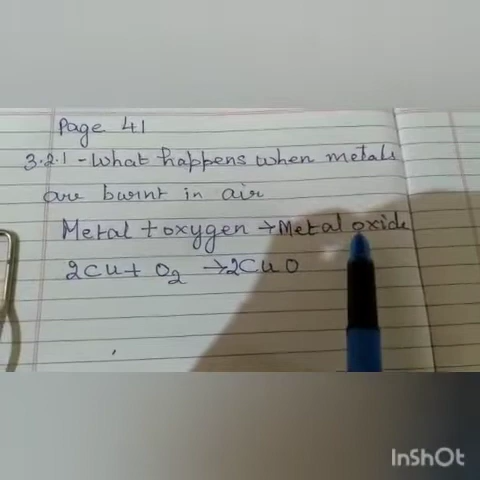 Page 41
3.2.1 - What happens when metals
are burnt in air
Metal + oxygen → Metal oxide
2Cu + O₂ → 2CuO
InShOt